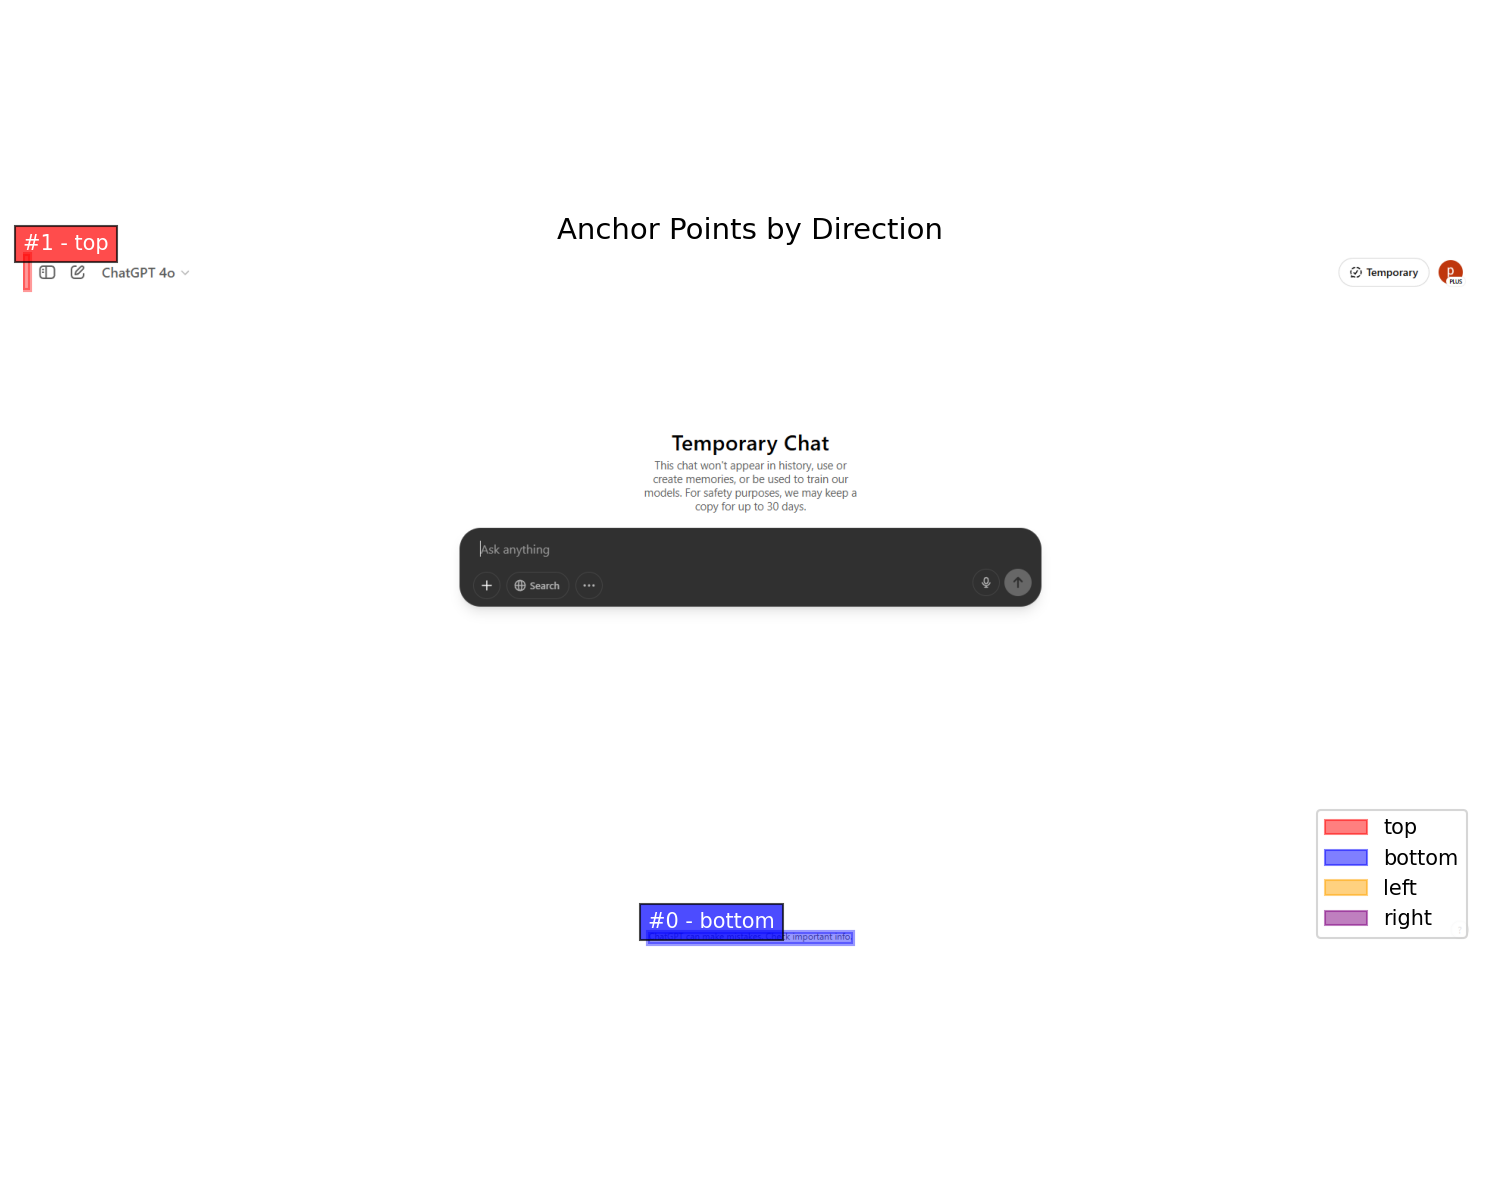 Anchor Points by Direction
#1 - top
ChatGPT 4o
Temporary
P
PLUS
Temporary Chat
This chat won't appear in history, use or
create memories, or be used to train our
models. For safety purposes, we may keep a
copy for up to 30 days.
Ask anything
Search
top
bottom
left
right
#0 - bottom
important info.